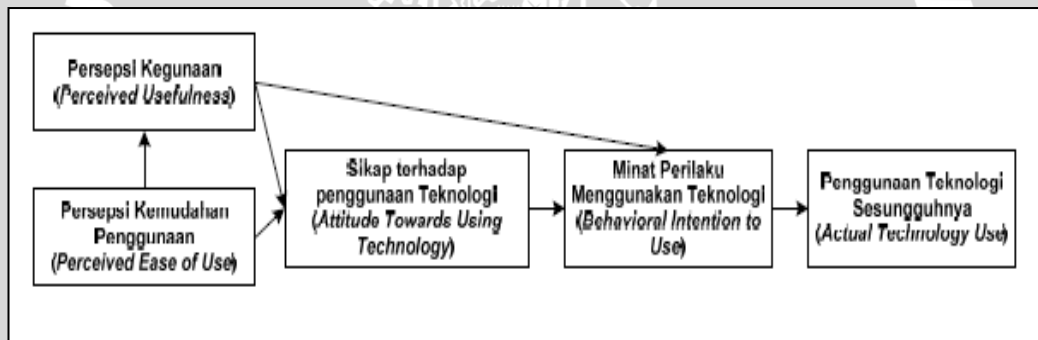 Persepsi Kegunaan
(Perceived Usefulness)
Persepsi Kemudahan
Penggunaan
(Perceived Ease of Use)
Sikap terhadap
penggunaan Teknologi
(Attitude Towards Using
Technology)
Minat Perilaku
Menggunakan Teknologi
(Behavioral Intention to
Use)
Penggunaan Teknologi
Sesungguhnya
(Actual Technology Use)